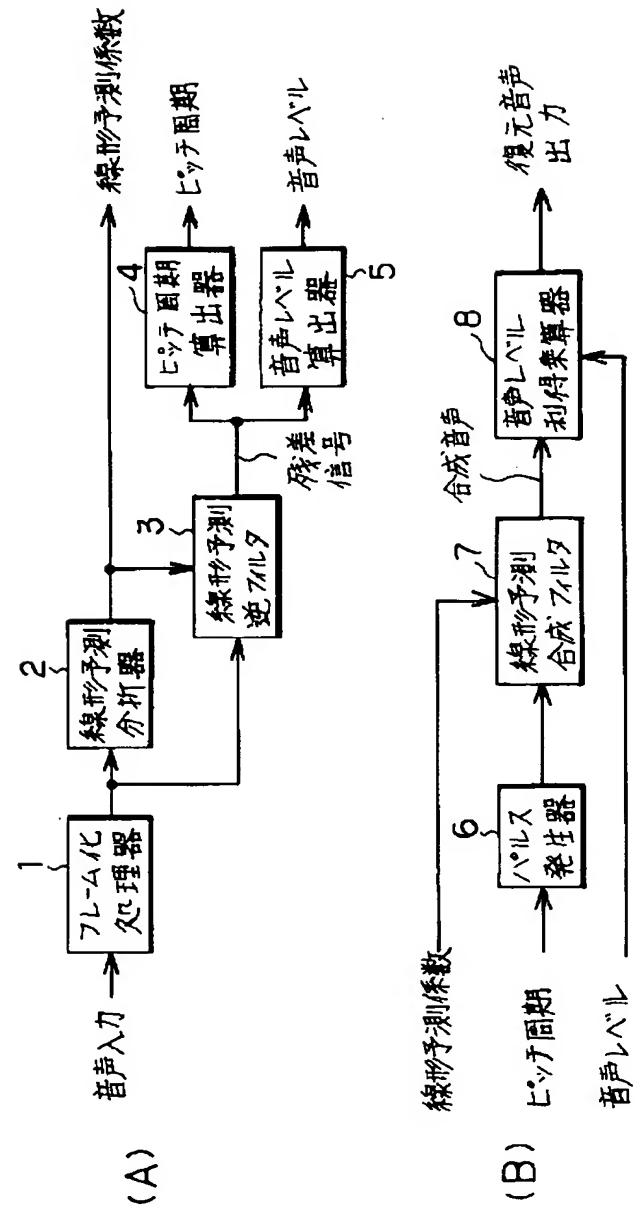 (A)
音声入力
1
フレーム化
処理器
2
線形予測
分析器
3
線形予測
逆フィルタ
残差
信号
4
ピッチ周期
算出器
5
音声レベル
算出器
線形予測係数
ピッチ周期
音声レベル
(B)
線形予測係数
ピッチ周期
音声レベル
6
パルス
発生器
7
線形予測
合成フィルタ
合成音声
8
音声レベル
利得乗算器
復元音声
出力